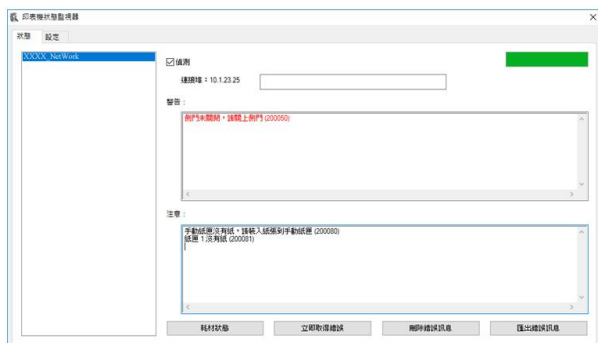 印表機狀態監視器
狀態 設定
XXXX_NetWork
偵測
連接埠：10.1.23.25
警告：
側門未關閉，請關上側門 (200050)
注意：
手動紙匣沒有紙，請裝入紙張到手動紙匣 (200080)
紙匣 1 沒有紙 (200081)
耗材狀態 立即取得錯誤 刪除錯誤訊息 匯出錯誤訊息